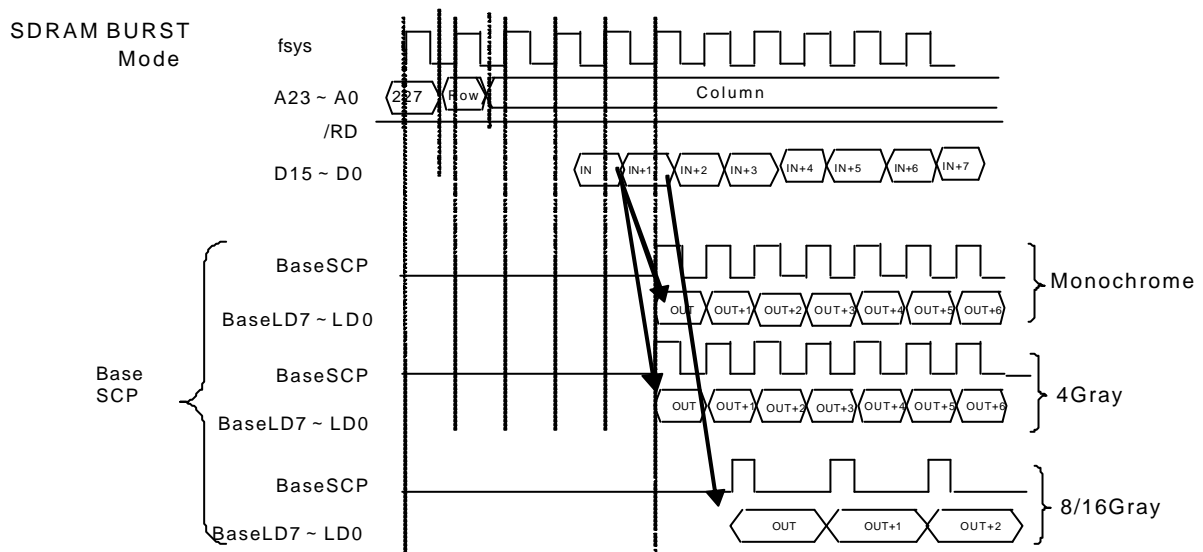 SDRAM BURST
Mode
fsys
A23 ~ A0
227
Row
Column
/RD
D15 ~ D0
IN
IN+1
IN+2
IN+3
IN+4
IN+5
IN+6
IN+7
BaseSCP
Monochrome
BaseLD7 ~ LD0
OUT
OUT+1
OUT+2
OUT+3
OUT+4
OUT+5
OUT+6
Base
SCP
BaseSCP
4Gray
BaseLD7 ~ LD0
OUT
OUT+1
OUT+2
OUT+3
OUT+4
OUT+5
OUT+6
BaseSCP
8/16Gray
BaseLD7 ~ LD0
OUT
OUT+1
OUT+2